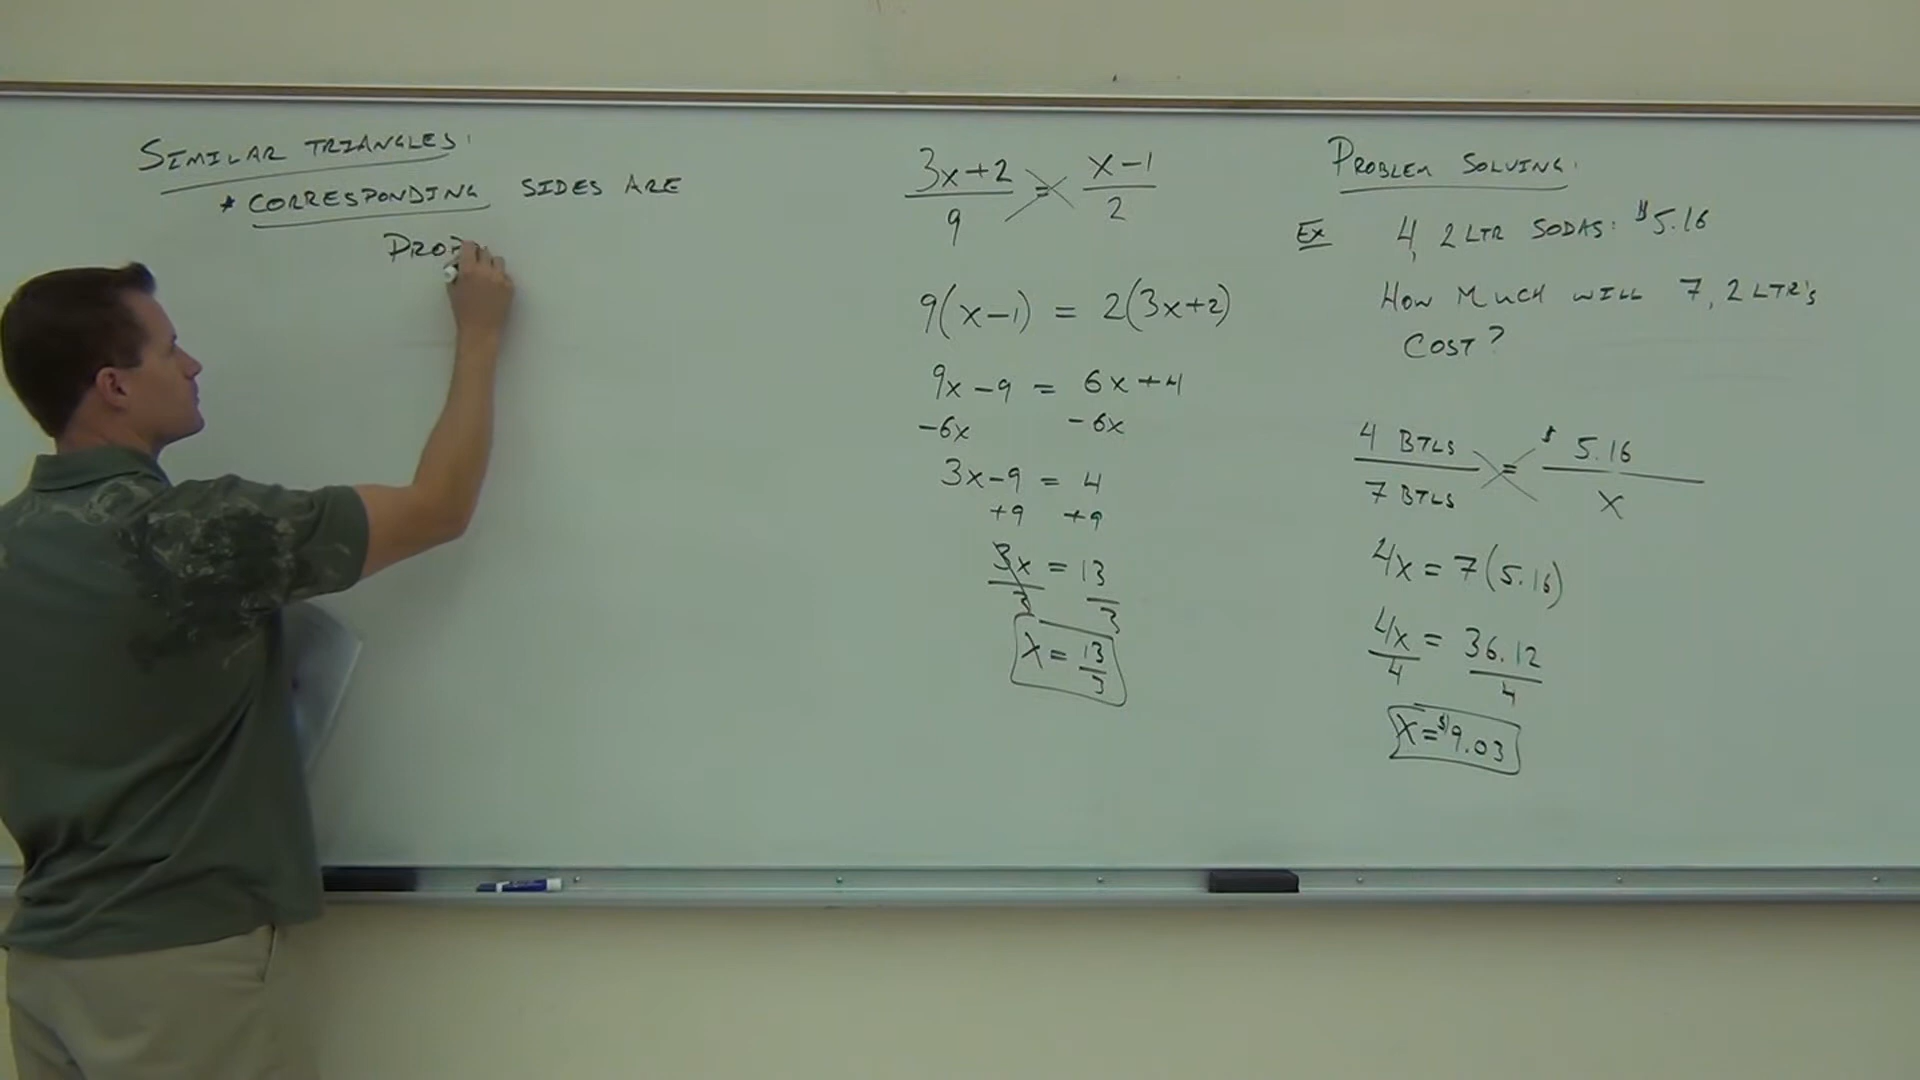 SIMILAR TRIANGLES:
* CORRESPONDING SIDES ARE
PROP
3x+2 / 9 = x-1 / 2
9(x-1) = 2(3x+2)
9x-9 = 6x+4
-6x -6x
3x-9 = 4
+9 +9
3x / 3 = 13 / 3
x = 13 / 3
PROBLEM SOLVING:
Ex 4, 2 LTR SODAS: $5.16
HOW MUCH WILL 7, 2 LTR's
COST?
4 BTLS / 7 BTLS = $ 5.16 / X
4x = 7(5.16)
4x / 4 = 36.12 / 4
X = $9.03